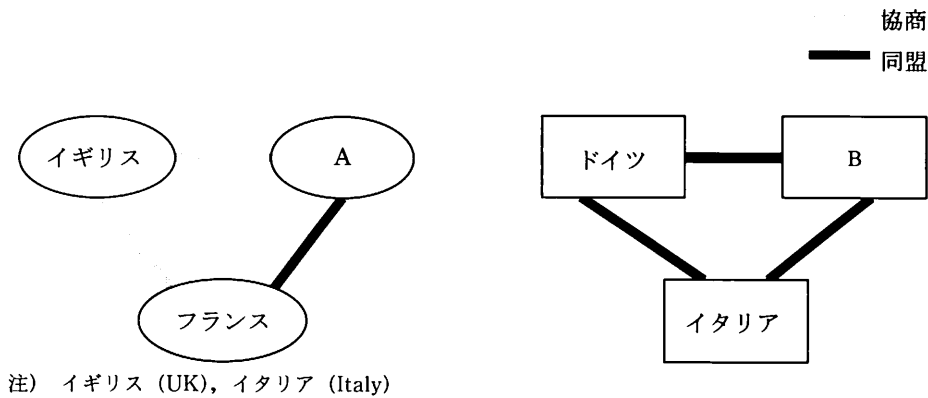 協商
同盟
イギリス
A
ドイツ
B
フランス
イタリア
注) イギリス (UK), イタリア (Italy)